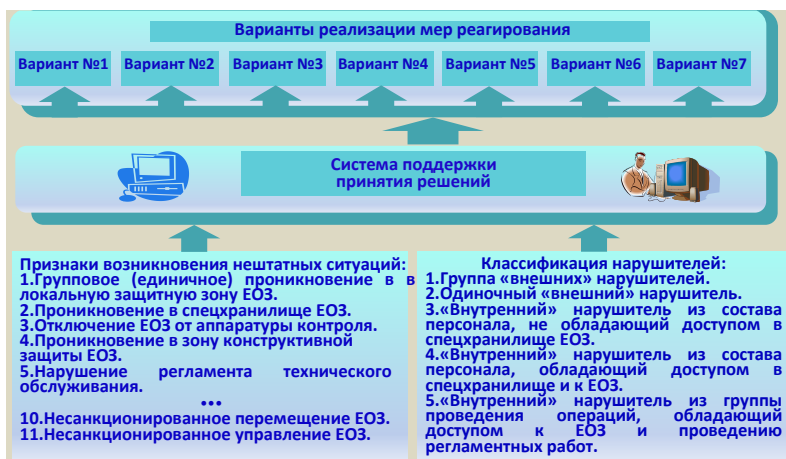 Варианты реализации мер реагирования
Вариант №1 Вариант №2 Вариант №3 Вариант №4 Вариант №5 Вариант №6 Вариант №7
Система поддержки
принятия решений
Признаки возникновения нештатных ситуаций:
1.Групповое (единичное) проникновение в в
локальную защитную зону ЕОЗ.
2.Проникновение в спецхранилище ЕОЗ.
3.Отключение ЕОЗ от аппаратуры контроля.
4.Проникновение в зону конструктивной
защиты ЕОЗ.
5.Нарушение регламента технического
обслуживания.
...
10.Несанкционированное перемещение ЕОЗ.
11.Несанкционированное управление ЕОЗ.
Классификация нарушителей:
1.Группа «внешних» нарушителей.
2.Одиночный «внешний» нарушитель.
3.«Внутренний» нарушитель из состава
персонала, не обладающий доступом в
спецхранилище ЕОЗ.
4.«Внутренний» нарушитель из состава
персонала, обладающий доступом в
спецхранилище и к ЕОЗ.
5.«Внутренний» нарушитель из группы
проведения операций, обладающий
доступом к ЕОЗ и проведению
регламентных работ.